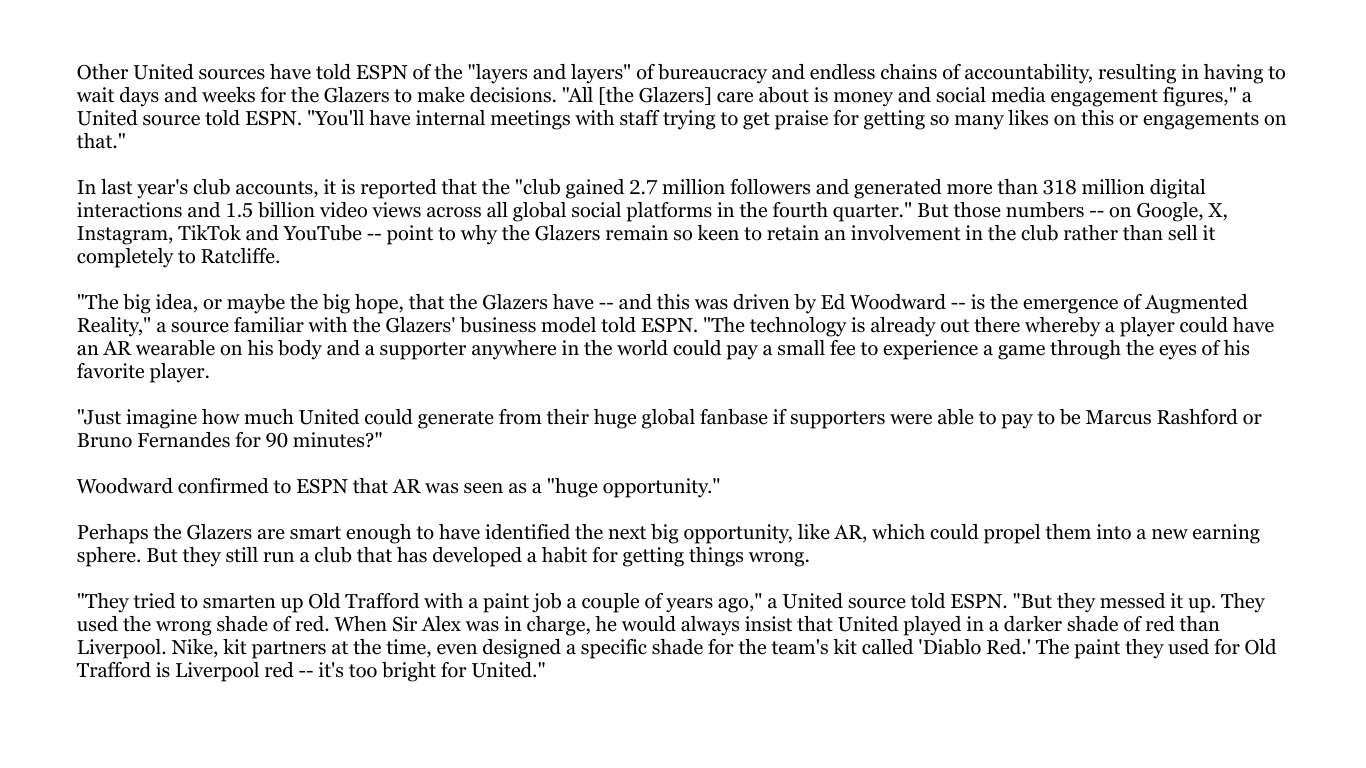 Other United sources have told ESPN of the "layers and layers" of bureaucracy and endless chains of accountability, resulting in having to
wait days and weeks for the Glazers to make decisions. "All [the Glazers] care about is money and social media engagement figures," a
United source told ESPN. "You'll have internal meetings with staff trying to get praise for getting so many likes on this or engagements on
that."
In last year's club accounts, it is reported that the "club gained 2.7 million followers and generated more than 318 million digital
interactions and 1.5 billion video views across all global social platforms in the fourth quarter." But those numbers -- on Google, X,
Instagram, TikTok and YouTube -- point to why the Glazers remain so keen to retain an involvement in the club rather than sell it
completely to Ratcliffe.
"The big idea, or maybe the big hope, that the Glazers have -- and this was driven by Ed Woodward -- is the emergence of Augmented
Reality," a source familiar with the Glazers' business model told ESPN. "The technology is already out there whereby a player could have
an AR wearable on his body and a supporter anywhere in the world could pay a small fee to experience a game through the eyes of his
favorite player.
"Just imagine how much United could generate from their huge global fanbase if supporters were able to pay to be Marcus Rashford or
Bruno Fernandes for 90 minutes?"
Woodward confirmed to ESPN that AR was seen as a "huge opportunity."
Perhaps the Glazers are smart enough to have identified the next big opportunity, like AR, which could propel them into a new earning
sphere. But they still run a club that has developed a habit for getting things wrong.
"They tried to smarten up Old Trafford with a paint job a couple of years ago," a United source told ESPN. "But they messed it up. They
used the wrong shade of red. When Sir Alex was in charge, he would always insist that United played in a darker shade of red than
Liverpool. Nike, kit partners at the time, even designed a specific shade for the team's kit called 'Diablo Red.' The paint they used for Old
Trafford is Liverpool red -- it's too bright for United."